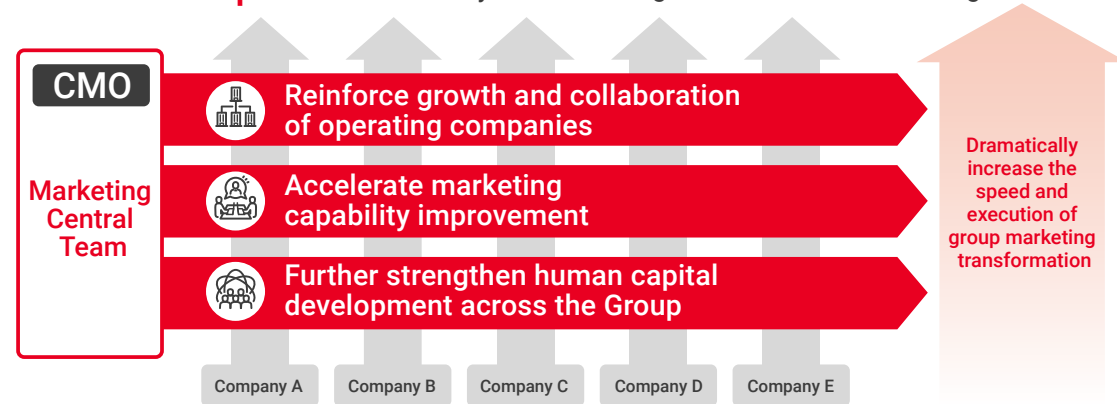 CMO
Marketing
Central
Team
Reinforce growth and collaboration
of operating companies
Accelerate marketing
capability improvement
Further strengthen human capital
development across the Group
Dramatically
increase the
speed and
execution of
group marketing
transformation
Company A
Company B
Company C
Company D
Company E